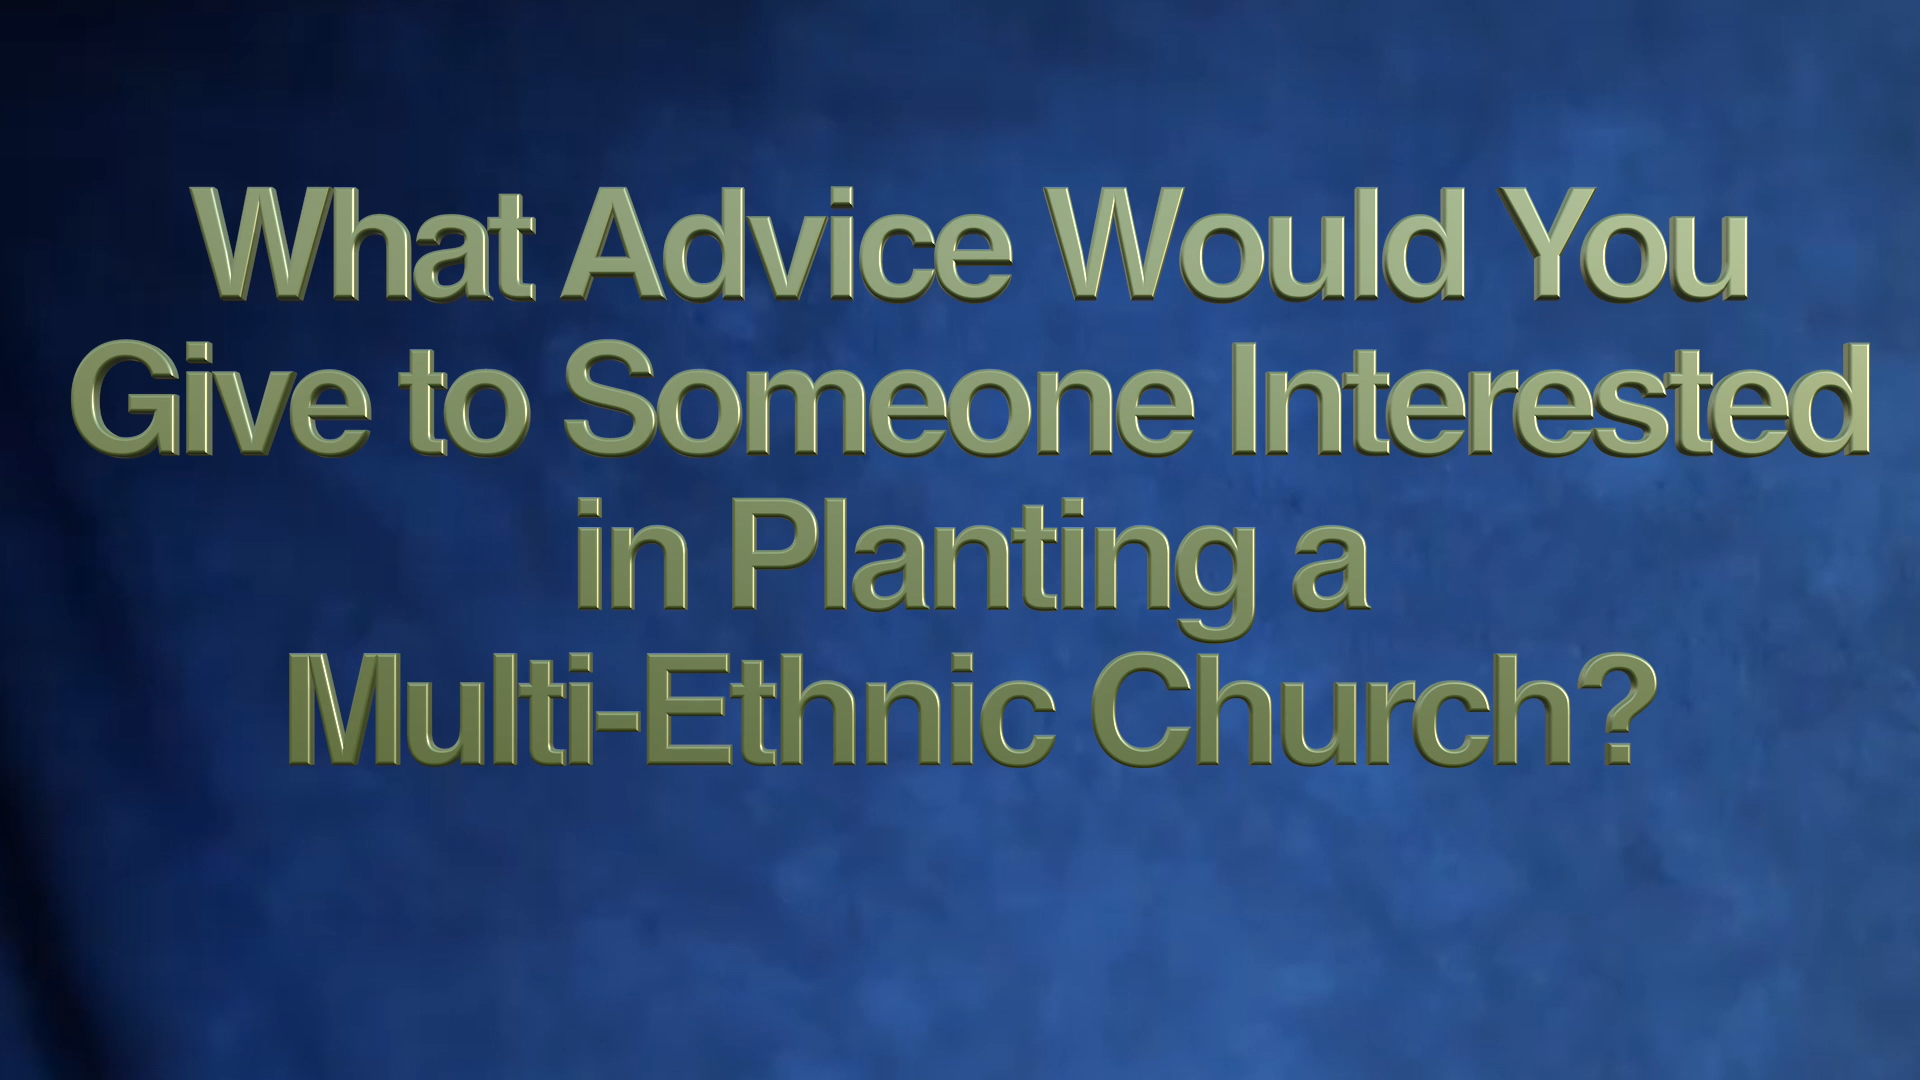 What Advice Would You
Give to Someone Interested
in Planting a
Multi-Ethnic Church?